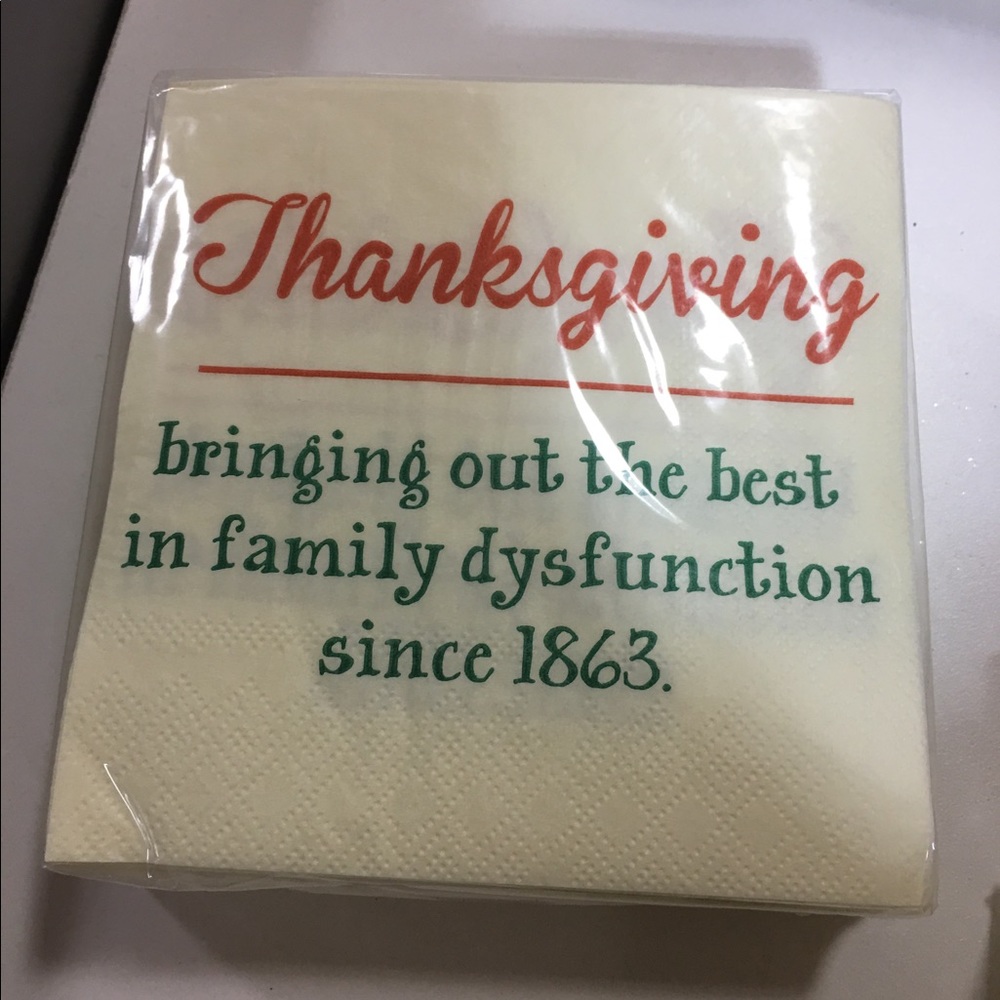 Thanksgiving
bringing out the best
in family dysfunction
since 1863.